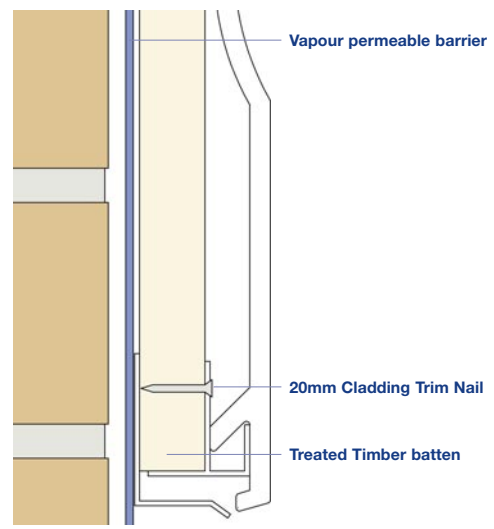 Vapour permeable barrier
20mm Cladding Trim Nail
Treated Timber batten